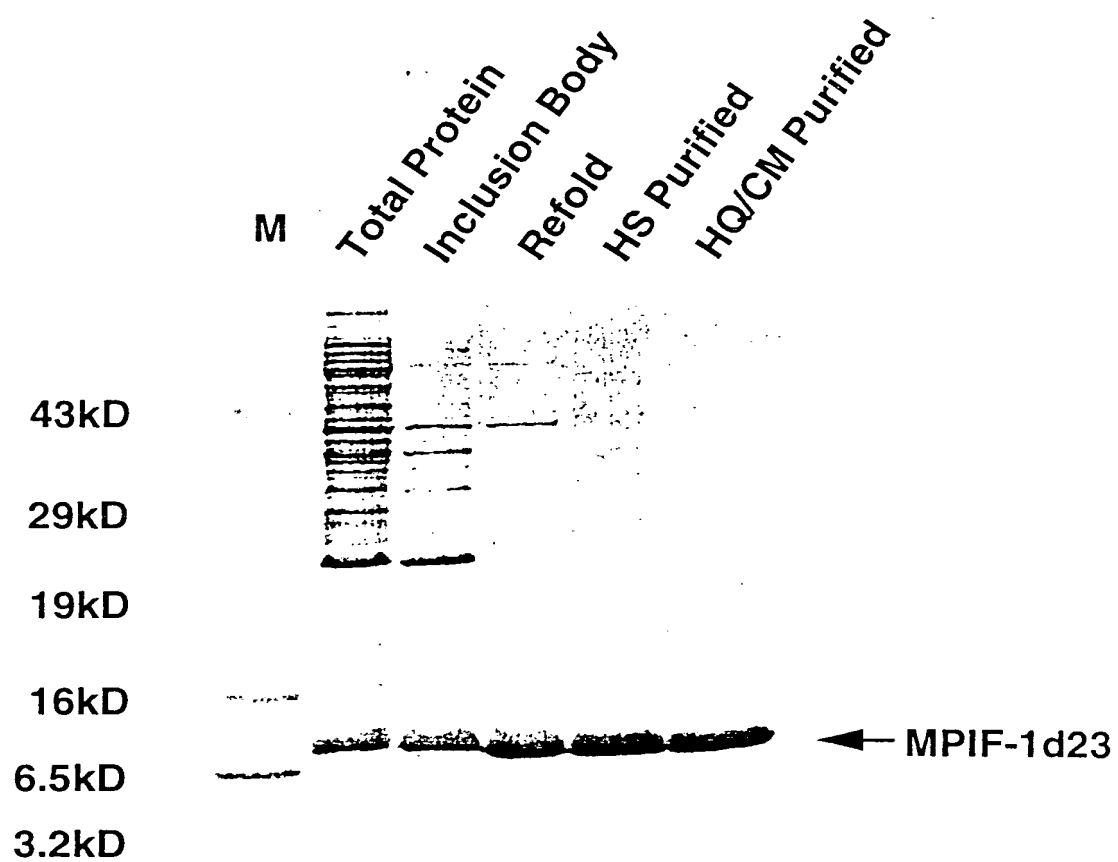 M
Total Protein
Inclusion Body
Refold
HS Purified
HQ/CM Purified
43kD
29kD
19kD
16kD
MPIF-1d23
6.5kD
3.2kD